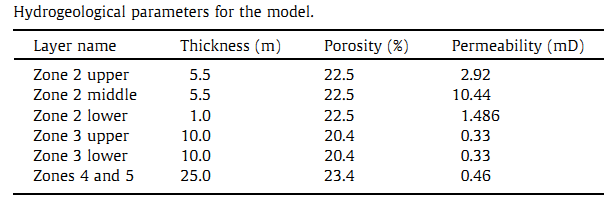 Hydrogeological parameters for the model.
Layer name Thickness (m) Porosity (%) Permeability (mD)
Zone 2 upper 5.5 22.5 2.92
Zone 2 middle 5.5 22.5 10.44
Zone 2 lower 1.0 22.5 1.486
Zone 3 upper 10.0 20.4 0.33
Zone 3 lower 10.0 20.4 0.33
Zones 4 and 5 25.0 23.4 0.46